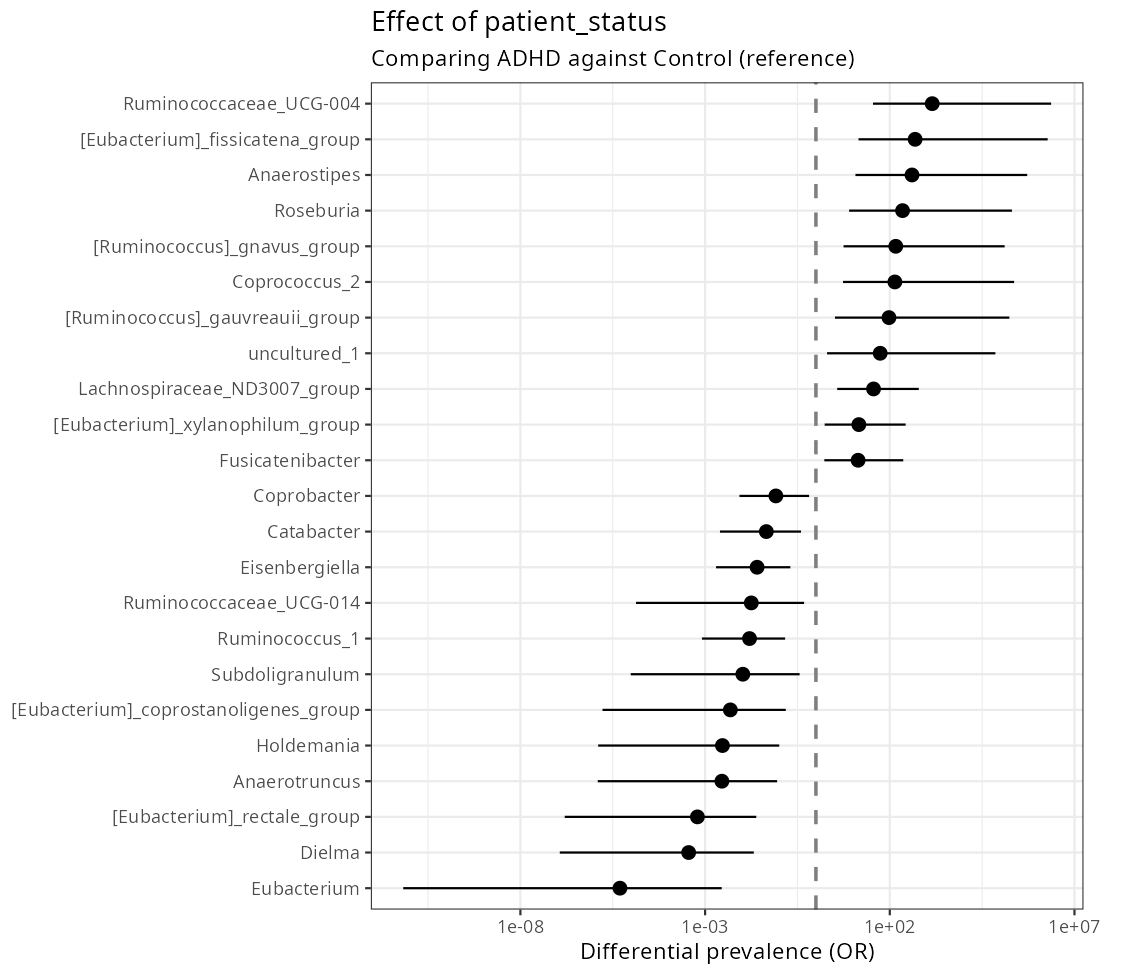 Effect of patient_status
Comparing ADHD against Control (reference)
Ruminococcaceae_UCG-004
[Eubacterium]_fissicatena_group
Anaerostipes
Roseburia
[Ruminococcus]_gnavus_group
Coprococcus_2
[Ruminococcus]_gauvreauii_group
uncultured_1
Lachnospiraceae_ND3007_group
[Eubacterium]_xylanophilum_group
Fusicatenibacter
Coprobacter
Catabacter
Eisenbergiella
Ruminococcaceae_UCG-014
Ruminococcus_1
Subdoligranulum
[Eubacterium]_coprostanoligenes_group
Holdemania
Anaerotruncus
[Eubacterium]_rectale_group
Dielma
Eubacterium
1e-08 1e-03 1e+02 1e+07
Differential prevalence (OR)